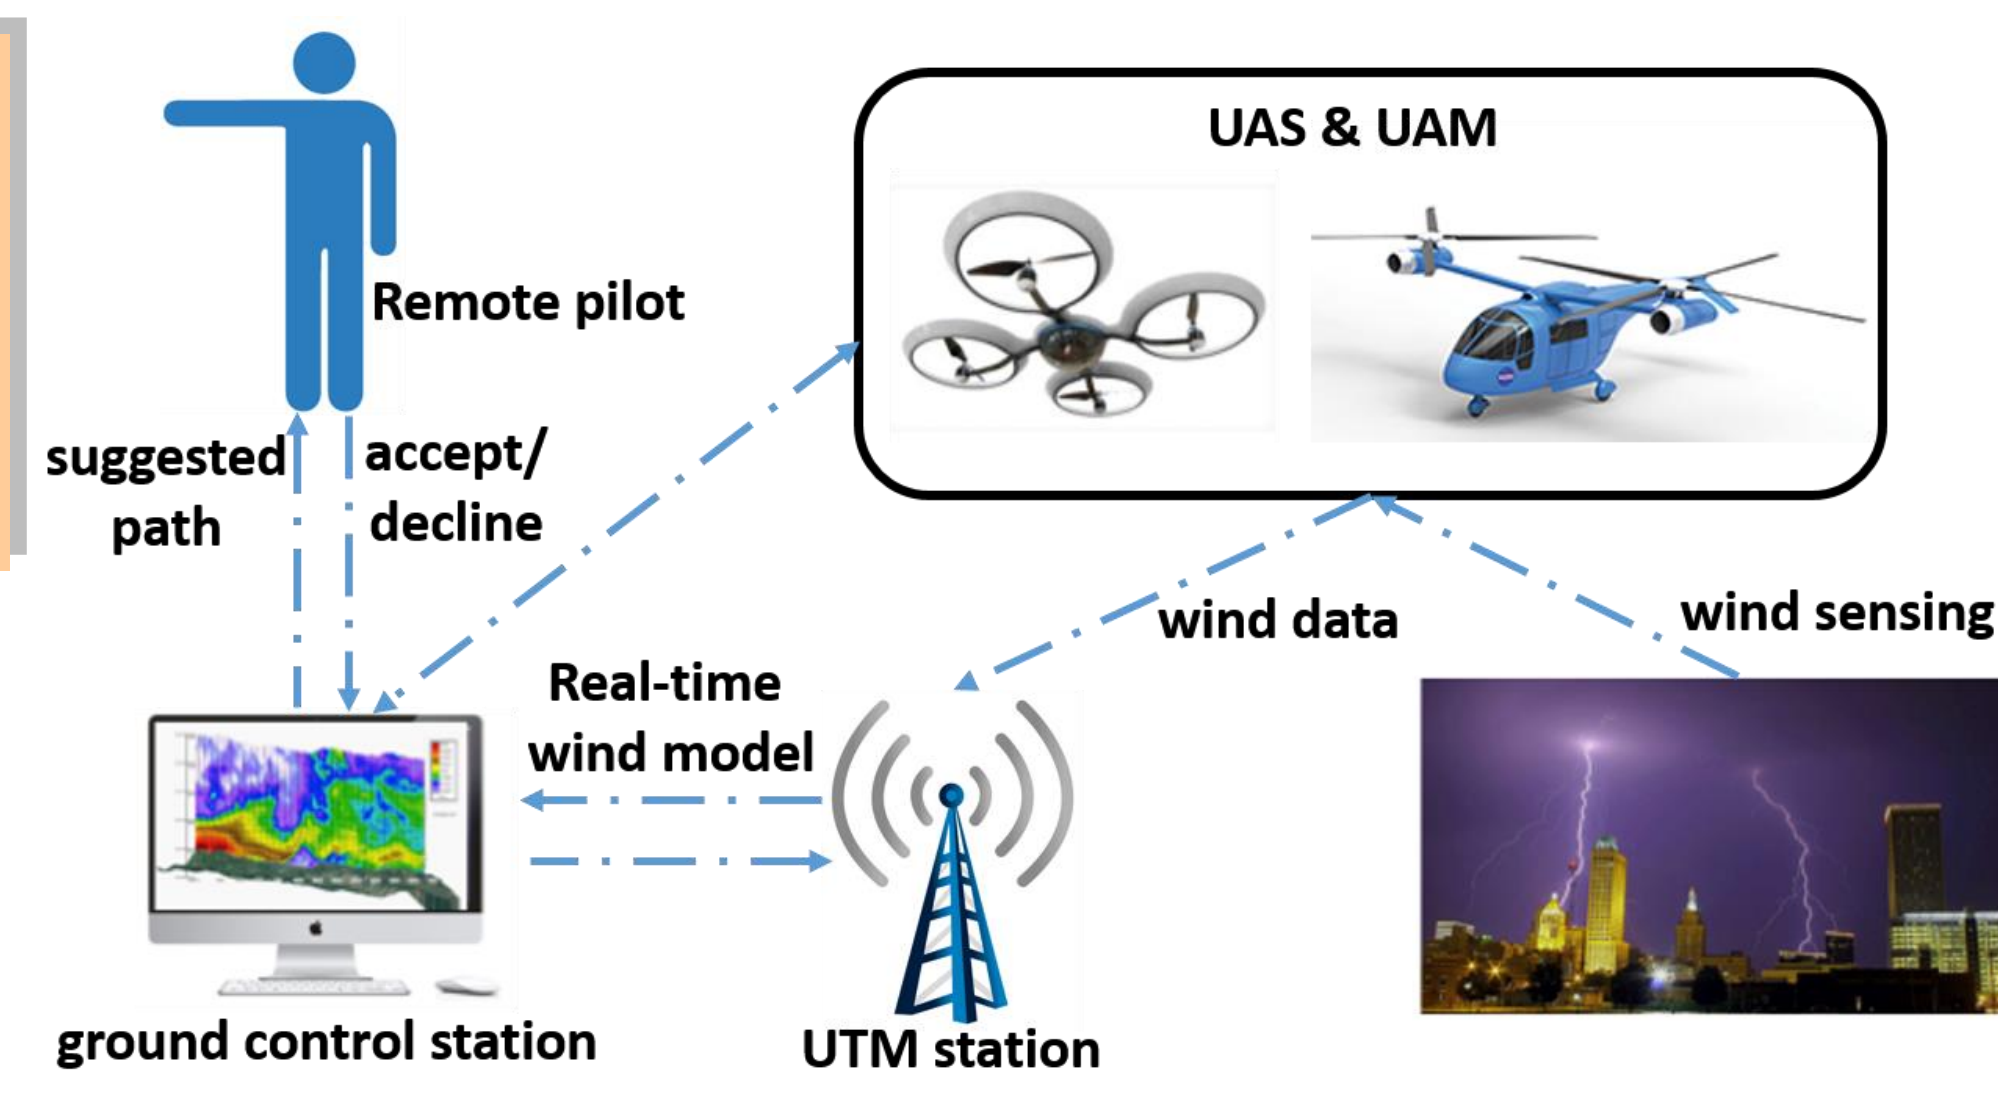 UAS & UAM
Remote pilot
suggested
path
accept/
decline
wind data
wind sensing
Real-time
wind model
ground control station
UTM station